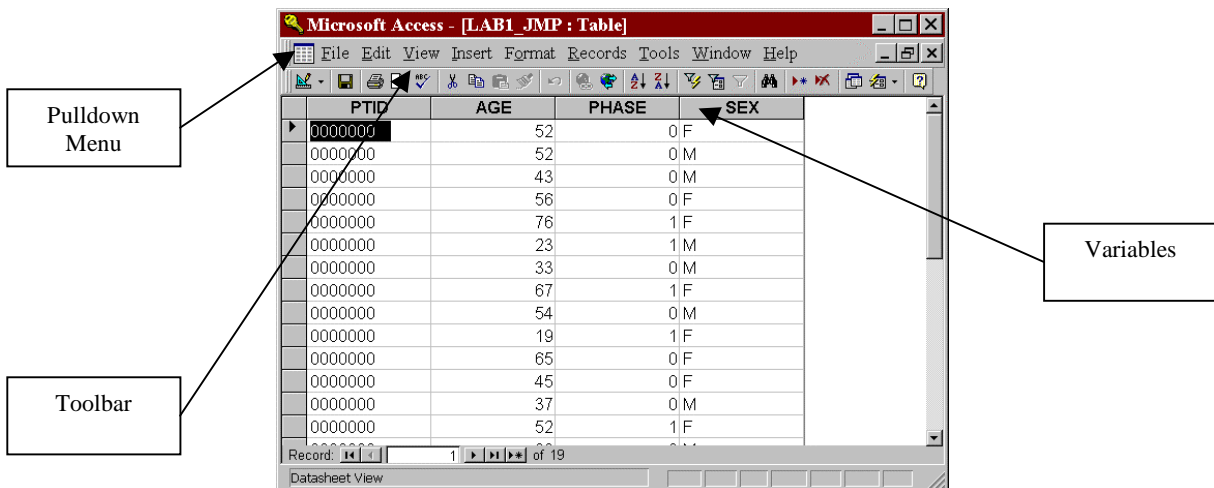 Microsoft Access - [LAB1_JMP : Table]
File Edit View Insert Format Records Tools Window Help
PTID AGE PHASE SEX
0000000 52 0 F
0000000 52 0 M
0000000 43 0 M
0000000 56 0 F
0000000 76 1 F
0000000 23 1 M
0000000 33 0 M
0000000 67 1 F
0000000 54 0 M
0000000 19 1 F
0000000 65 0 F
0000000 45 0 F
0000000 37 0 M
0000000 52 1 F
Record: 1 of 19
Datasheet View
Pulldown
Menu
Toolbar
Variables